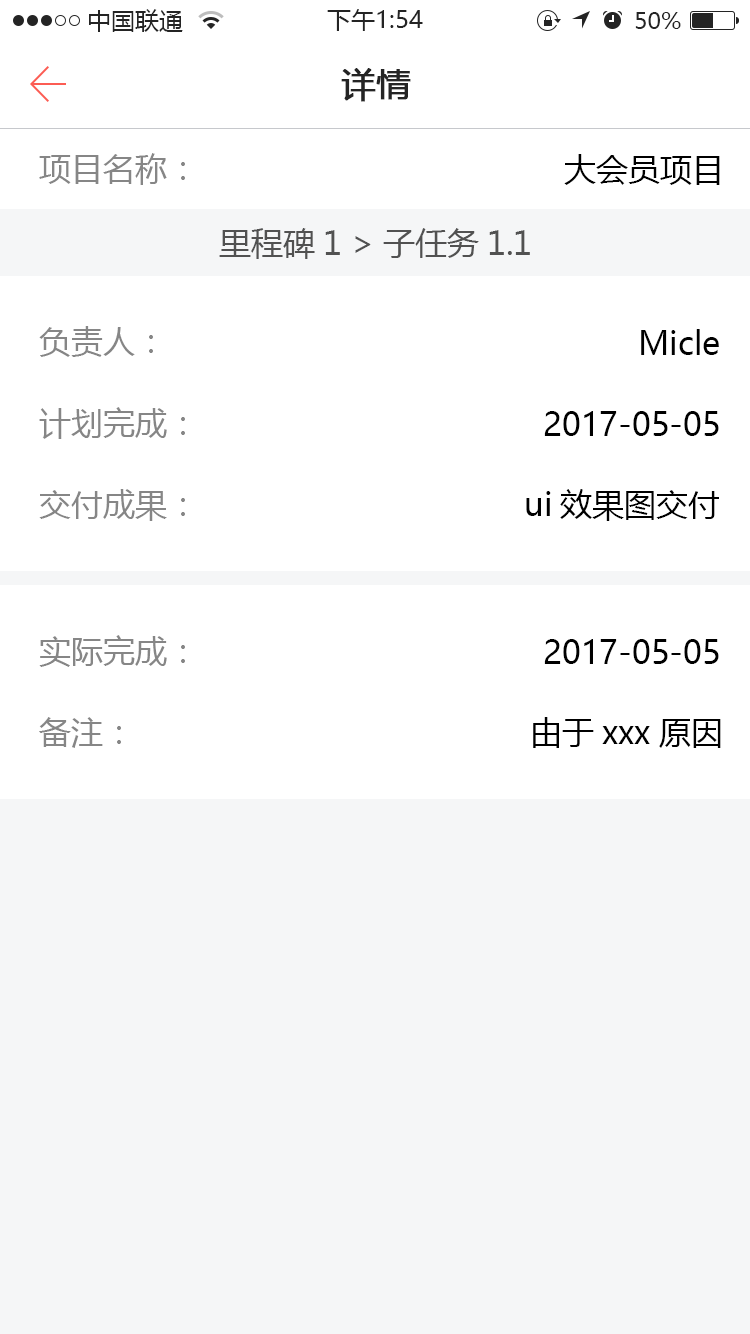 中国联通 下午1:54 50%
详情
项目名称： 大会员项目
里程碑 1 > 子任务 1.1
负责人： Micle
计划完成： 2017-05-05
交付成果： ui 效果图交付
实际完成： 2017-05-05
备注： 由于 xxx 原因